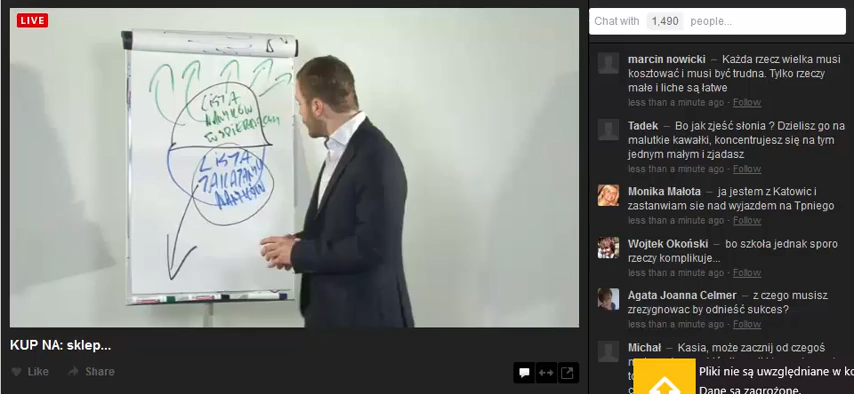 LIVE
LISTA
NAWYKÓW
WSPIERAJĄCYCH
LISTA
ZAKAZANYCH
NAWYKÓW
KUP NA: sklep...
Like
Share
Chat with 1,490 people...
marcin nowicki – Każda rzecz wielka musi
kosztować i musi być trudna. Tylko rzeczy
małe i liche są łatwe
less than a minute ago · Follow
Tadek – Bo jak zjeść słonia ? Dzielisz go na
malutkie kawałki, koncentrujesz się na tym
jednym małym i zjadasz
less than a minute ago · Follow
Monika Małota – ja jestem z Katowic i
zastanwiam sie nad wyjazdem na Tpniego
less than a minute ago · Follow
Wojtek Okoński – bo szkoła jednak sporo
rzeczy komplikuje...
less than a minute ago · Follow
Agata Joanna Celmer – z czego musisz
zrezygnowac by odnieść sukces?
less than a minute ago · Follow
Michał – Kasia, może zacznij od czegoś
Pliki nie są uwzględniane w ko
Dane są zagrożone.